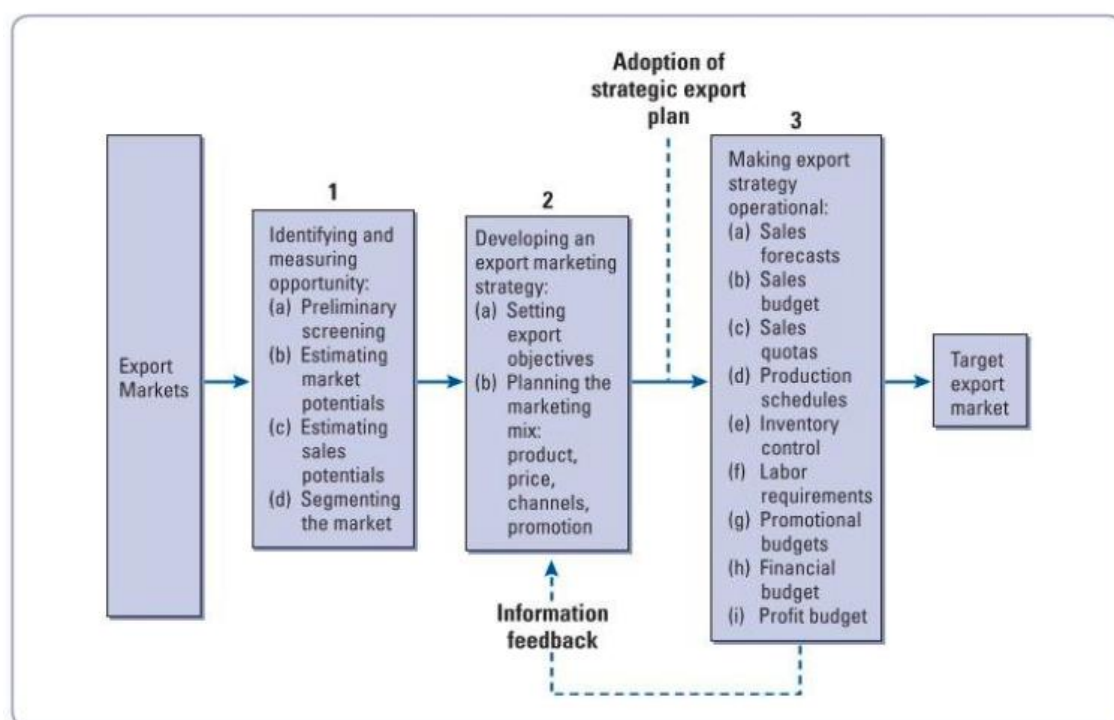 Adoption of
strategic export
plan
Export
Markets
1
Identifying and
measuring
opportunity:
(a) Preliminary
screening
(b) Estimating
market
potentials
(c) Estimating
sales
potentials
(d) Segmenting
the market
2
Developing an
export marketing
strategy:
(a) Setting
export
objectives
(b) Planning the
marketing
mix:
product,
price,
channels,
promotion
3
Making export
strategy
operational:
(a) Sales
forecasts
(b) Sales
budget
(c) Sales
quotas
(d) Production
schedules
(e) Inventory
control
(f) Labor
requirements
(g) Promotional
budgets
(h) Financial
budget
(i) Profit budget
Target
export
market
Information
feedback